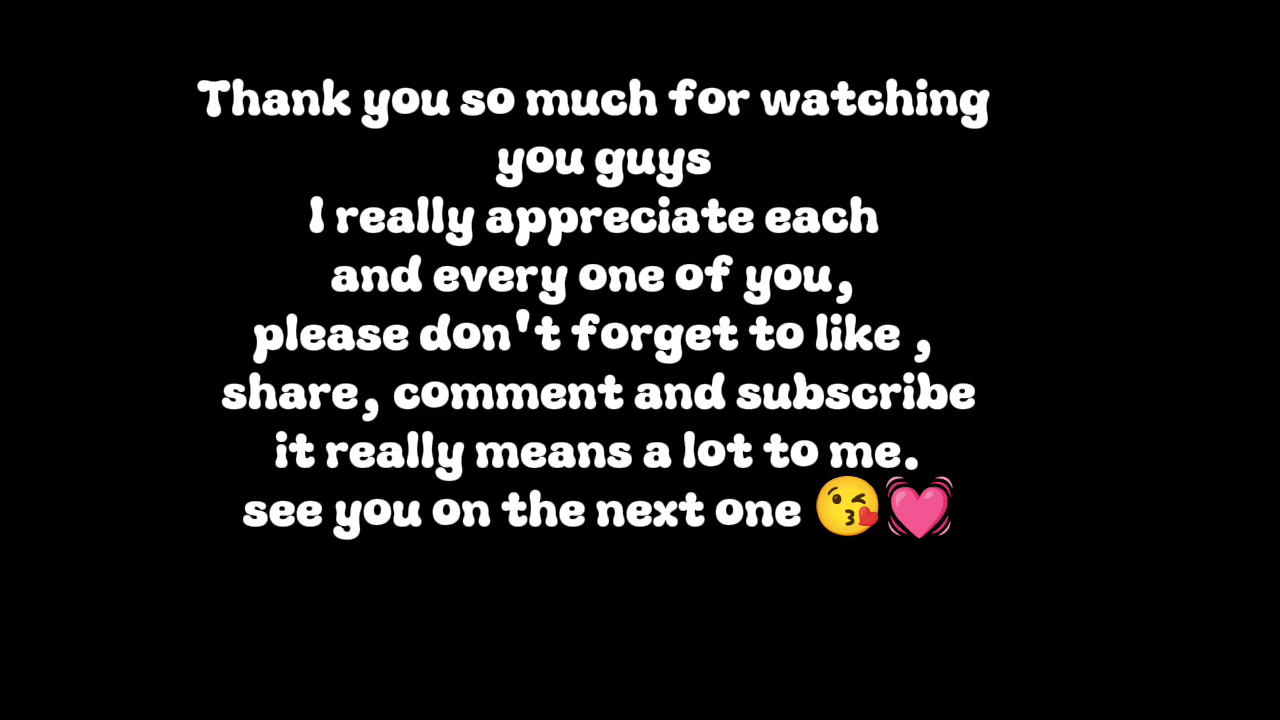 Thank you so much for watching
you guys
I really appreciate each
and every one of you,
please don't forget to like ,
share, comment and subscribe
it really means a lot to me.
see you on the next one 😘💓